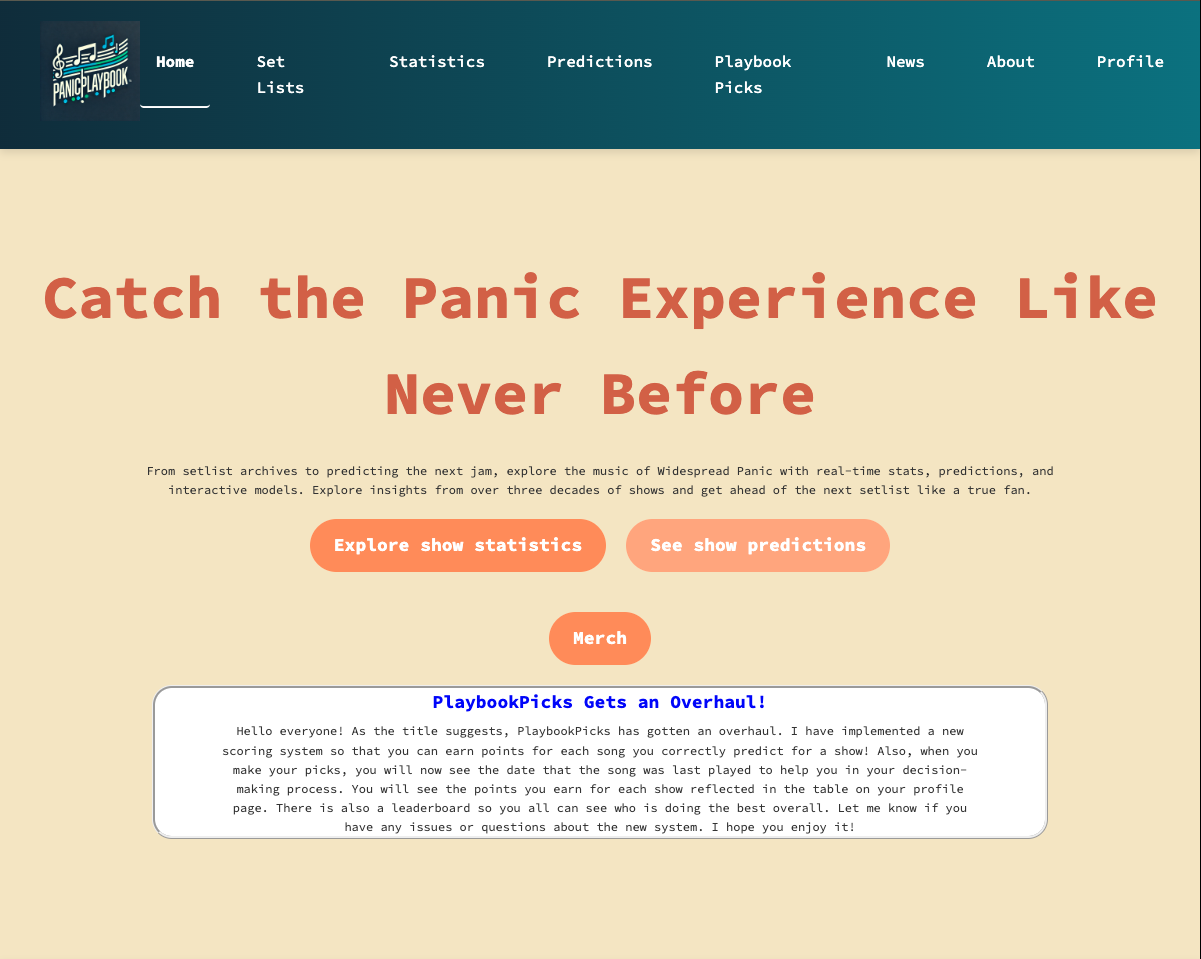 PANICPLAYBOOK
Home
Set
Lists
Statistics
Predictions
Playbook
Picks
News
About
Profile
Catch the Panic Experience Like
Never Before
From setlist archives to predicting the next jam, explore the music of Widespread Panic with real-time stats, predictions, and
interactive models. Explore insights from over three decades of shows and get ahead of the next setlist like a true fan.
Explore show statistics
See show predictions
Merch
PlaybookPicks Gets an Overhaul!
Hello everyone! As the title suggests, PlaybookPicks has gotten an overhaul. I have implemented a new
scoring system so that you can earn points for each song you correctly predict for a show! Also, when you
make your picks, you will now see the date that the song was last played to help you in your decision-
making process. You will see the points you earn for each show reflected in the table on your profile
page. There is also a leaderboard so you all can see who is doing the best overall. Let me know if you
have any issues or questions about the new system. I hope you enjoy it!